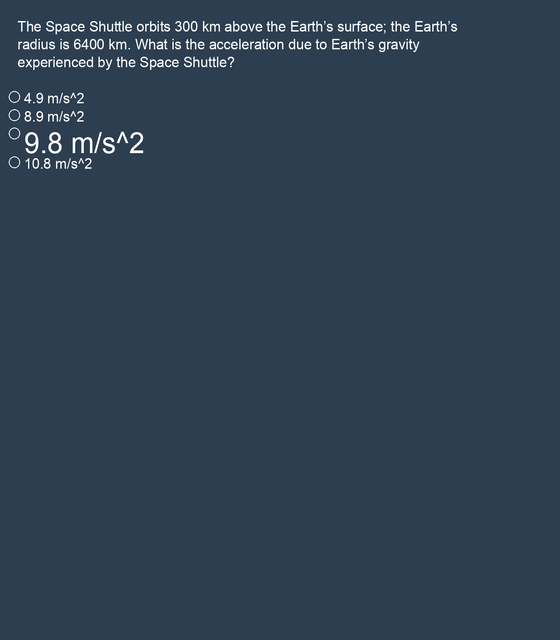 The Space Shuttle orbits 300 km above the Earth’s surface; the Earth’s
radius is 6400 km. What is the acceleration due to Earth’s gravity
experienced by the Space Shuttle?
4.9 m/s^2
8.9 m/s^2
9.8 m/s^2
10.8 m/s^2